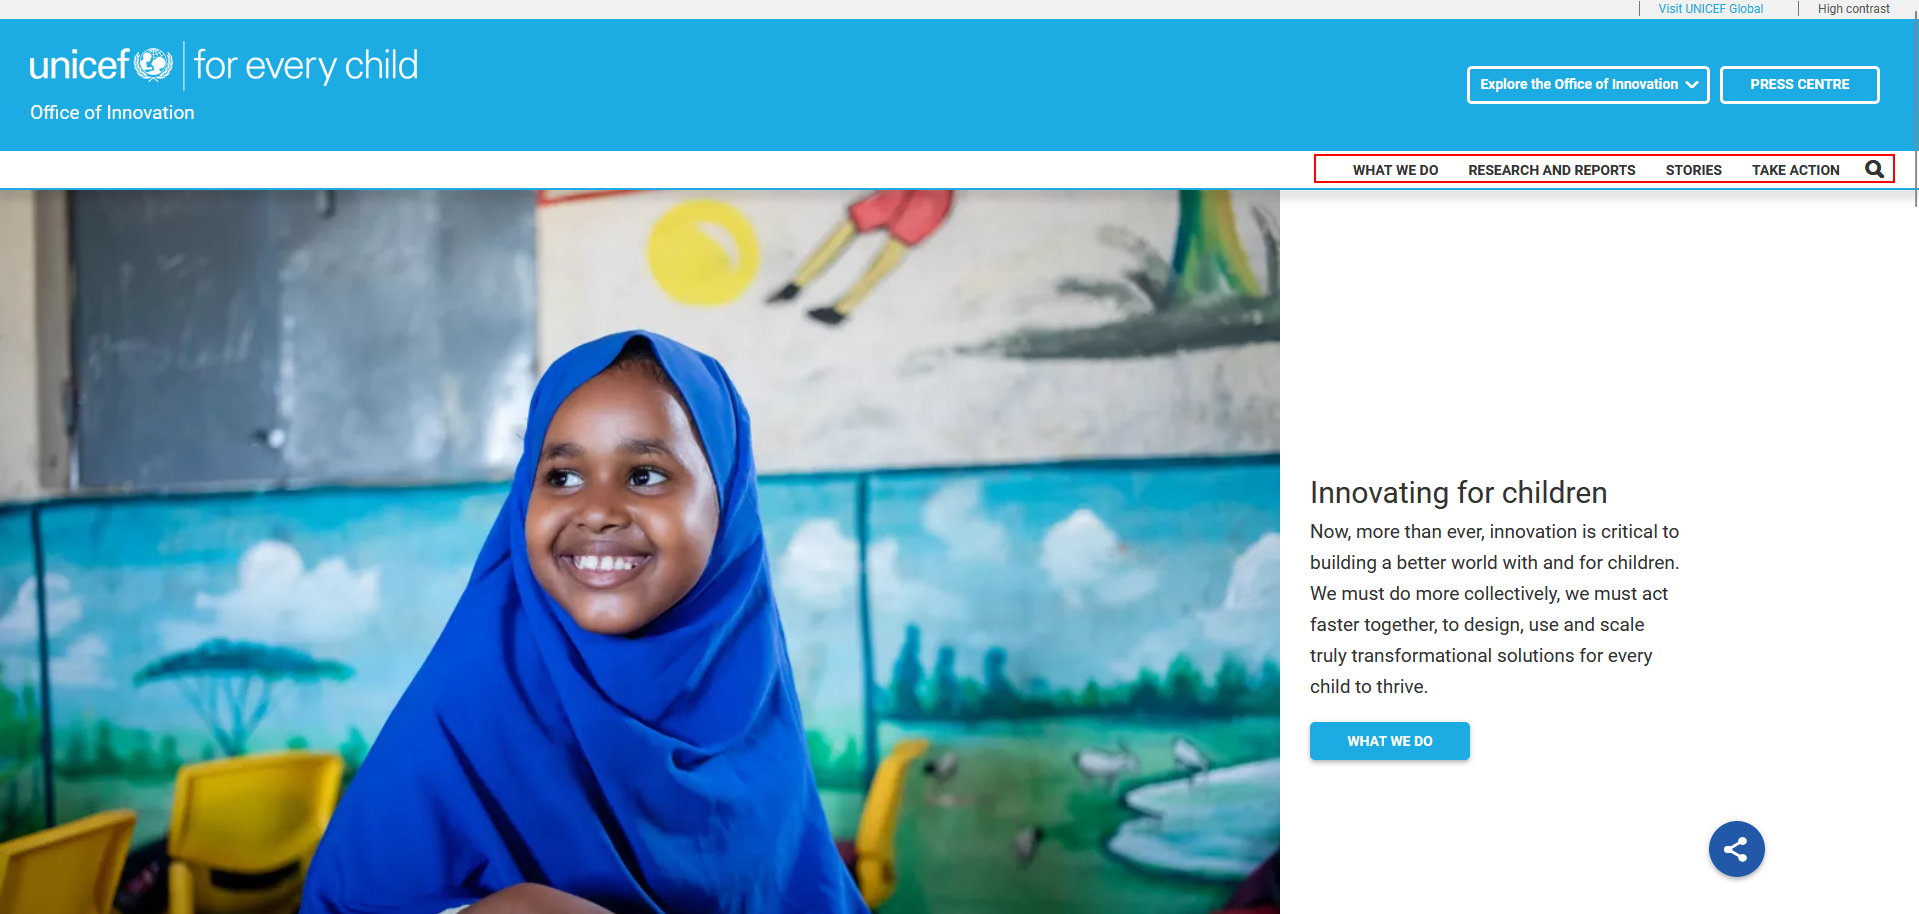 Visit UNICEF Global
High contrast
unicef for every child
Office of Innovation
Explore the Office of Innovation
PRESS CENTRE
WHAT WE DO
RESEARCH AND REPORTS
STORIES
TAKE ACTION
Innovating for children
Now, more than ever, innovation is critical to
building a better world with and for children.
We must do more collectively, we must act
faster together, to design, use and scale
truly transformational solutions for every
child to thrive.
WHAT WE DO